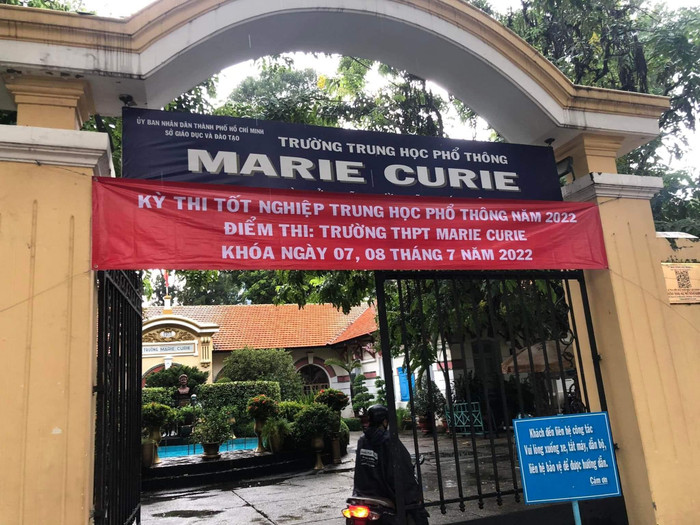 ỦY BAN NHÂN DÂN THÀNH PHỐ HỒ CHÍ MINH
SỞ GIÁO DỤC VÀ ĐÀO TẠO
TRƯỜNG TRUNG HỌC PHỔ THÔNG
MARIE CURIE
KỲ THI TỐT NGHIỆP TRUNG HỌC PHỔ THÔNG NĂM 2022
ĐIỂM THI: TRƯỜNG THPT MARIE CURIE
KHÓA NGÀY 07, 08 THÁNG 7 NĂM 2022
TRƯỜNG MARIE CURIE
Khách đến liên hệ công tác
Vui lòng xuống xe, tắt máy, dẫn bộ,
liên hệ bảo vệ để được hướng dẫn.
Cảm ơn